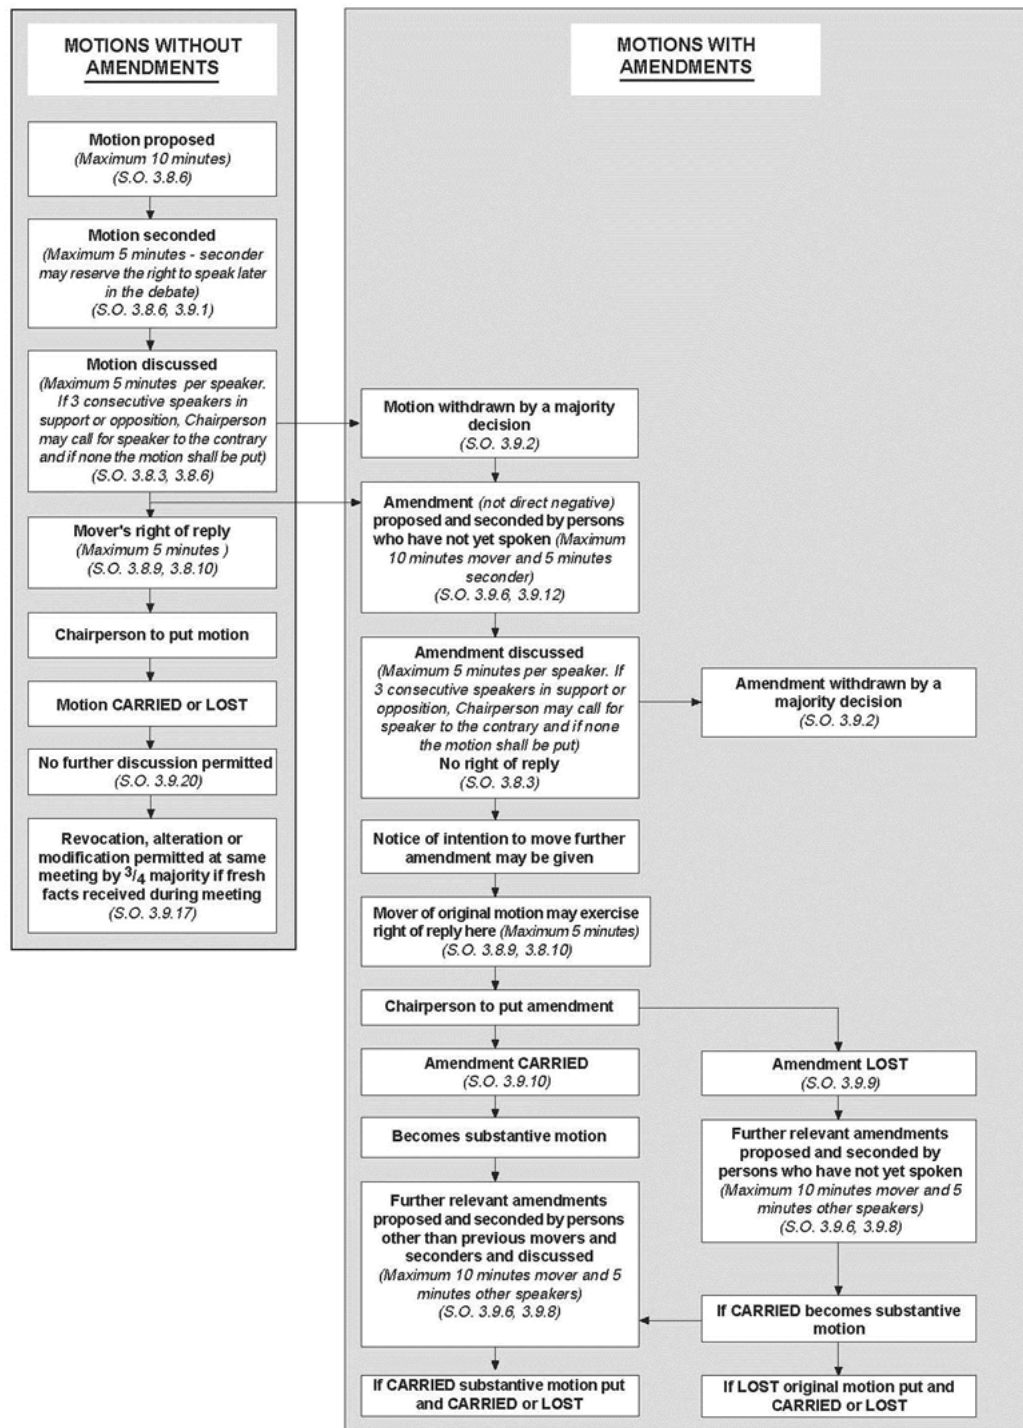 MOTIONS WITHOUT
AMENDMENTS
Motion proposed
(Maximum 10 minutes)
(S.O. 3.8.6)
Motion seconded
(Maximum 5 minutes - seconder
may reserve the right to speak later
in the debate)
(S.O. 3.8.6, 3.9.1)
Motion discussed
(Maximum 5 minutes per speaker.
If 3 consecutive speakers in
support or opposition, Chairperson
may call for speaker to the contrary
and if none the motion shall be put)
(S.O. 3.8.3, 3.8.6)
Mover's right of reply
(Maximum 5 minutes )
(S.O. 3.8.9, 3.8.10)
Chairperson to put motion
Motion CARRIED or LOST
No further discussion permitted
(S.O. 3.9.20)
Revocation, alteration or
modification permitted at same
meeting by 3/4 majority if fresh
facts received during meeting
(S.O. 3.9.17)
MOTIONS WITH
AMENDMENTS
Motion withdrawn by a majority
decision
(S.O. 3.9.2)
Amendment (not direct negative)
proposed and seconded by persons
who have not yet spoken (Maximum
10 minutes mover and 5 minutes
seconder)
(S.O. 3.9.6, 3.9.12)
Amendment discussed
(Maximum 5 minutes per speaker. If
3 consecutive speakers in support or
opposition, Chairperson may call for
speaker to the contrary and if none
the motion shall be put)
No right of reply
(S.O. 3.8.3)
Amendment withdrawn by a
majority decision
(S.O. 3.9.2)
Notice of intention to move further
amendment may be given
Mover of original motion may exercise
right of reply here (Maximum 5 minutes)
(S.O. 3.8.9, 3.8.10)
Chairperson to put amendment
Amendment CARRIED
(S.O. 3.9.10)
Becomes substantive motion
Further relevant amendments
proposed and seconded by persons
other than previous movers and
seconders and discussed
(Maximum 10 minutes mover and 5
minutes other speakers)
(S.O. 3.9.6, 3.9.8)
If CARRIED substantive motion put
and CARRIED or LOST
Amendment LOST
(S.O. 3.9.9)
Further relevant amendments
proposed and seconded by
persons who have not yet spoken
(Maximum 10 minutes mover and 5
minutes other speakers)
(S.O. 3.9.6, 3.9.8)
If CARRIED becomes substantive
motion
If LOST original motion put and
CARRIED or LOST